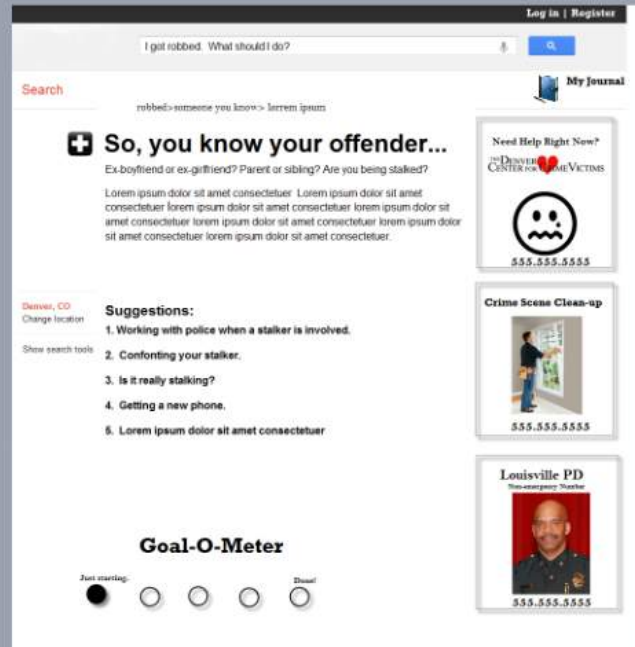 Log in | Register
I got robbed.  What should I do?
Search
My Journal
robbed>someone you know> lorrem ipsum
So, you know your offender...
Ex-boyfriend or ex-girlfriend? Parent or sibling? Are you being stalked?
Lorem ipsum dolor sit amet consectetuer  Lorem ipsum dolor sit amet
consectetuer lorem ipsum dolor sit amet consectetuer lorem ipsum dolor sit
amet consectetuer lorem ipsum dolor sit amet consectetuer lorem ipsum dolor
sit amet consectetuer lorem ipsum dolor sit amet consectetuer.
Need Help Right Now?
THE DENVER
CENTER FOR CRIME VICTIMS
555.555.5555
Denver, CO
Change location
Show search tools
Suggestions:
1. Working with police when a stalker is involved.
2.  Confonting your stalker.
3.  Is it really stalking?
4.  Getting a new phone.
5.  Lorem ipsum dolor sit amet consectetuer
Crime Scene Clean-up
555.555.5555
Goal-O-Meter
Just starting.
Done!
Louisville PD
Non-emergency Number
555.555.5555